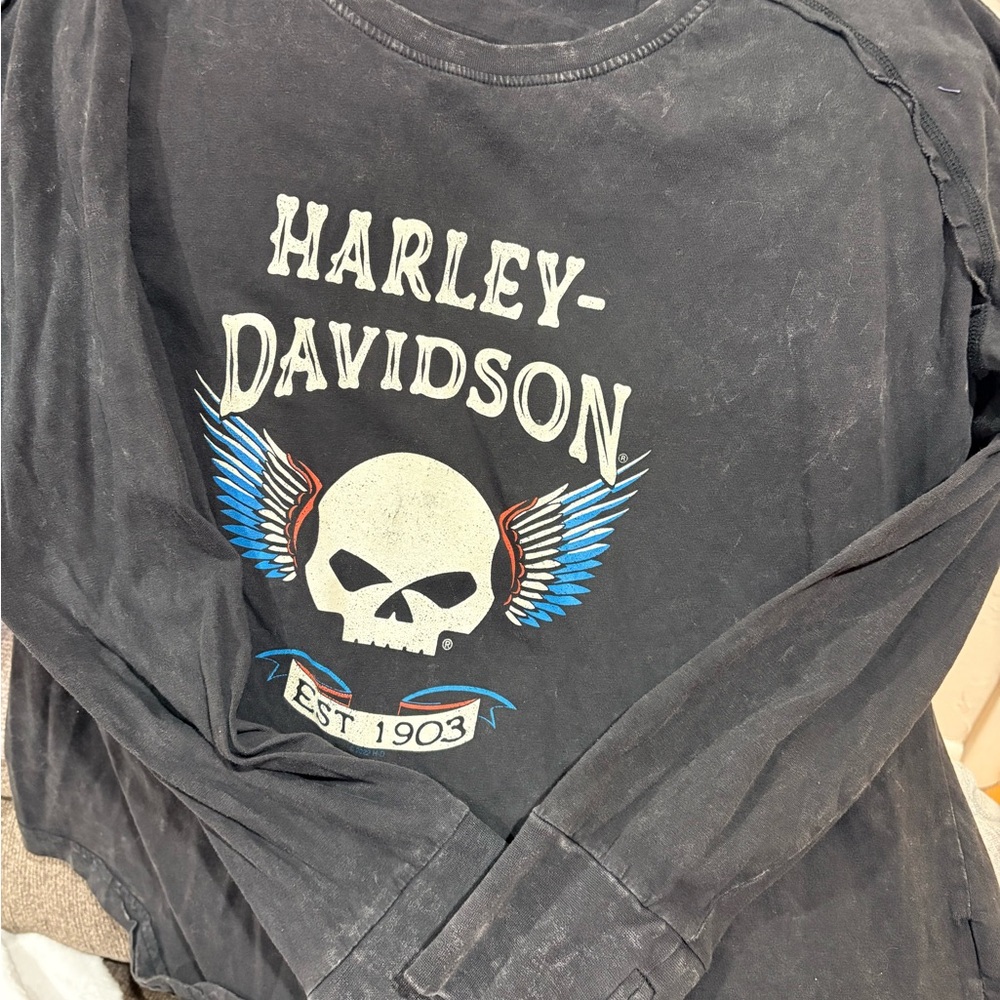 HARLEY-
DAVIDSON
®
®
EST 1903